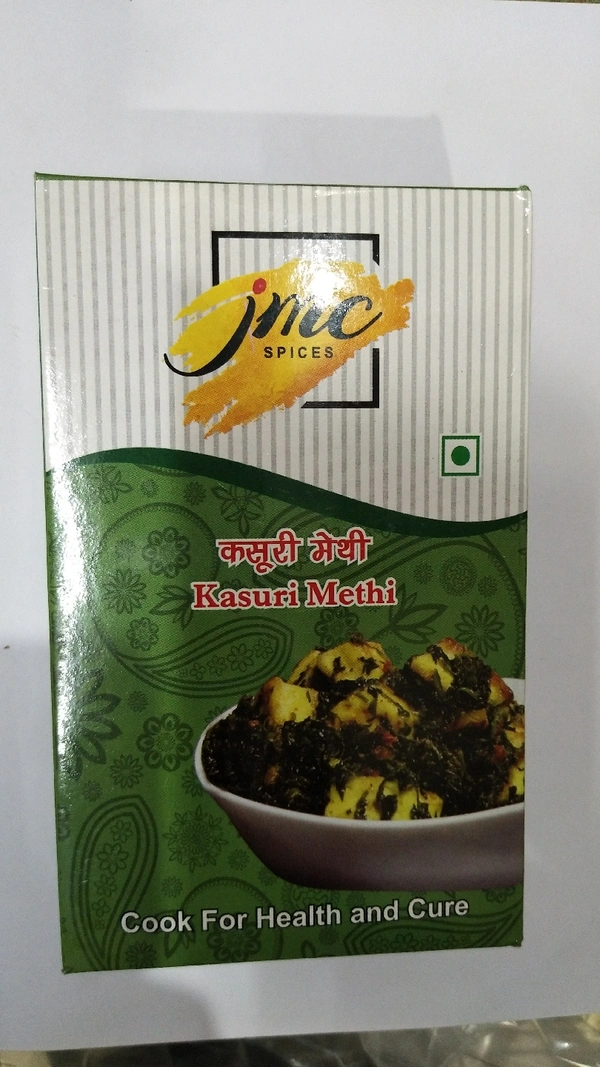 jmc
SPICES
कसूरी मेथी
Kasuri Methi
Cook For Health and Cure